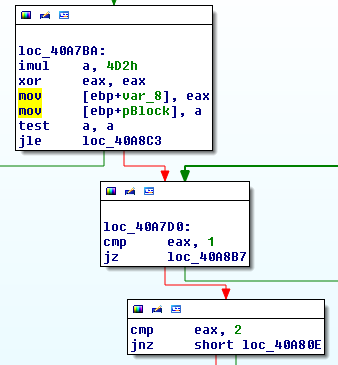 loc_40A7BA:
imul a, 4D2h
xor eax, eax
mov [ebp+var_8], eax
mov [ebp+pBlock], a
test a, a
jle loc_40A8C3
loc_40A7D0:
cmp eax, 1
jz loc_40A8B7
cmp eax, 2
jnz short loc_40A80E